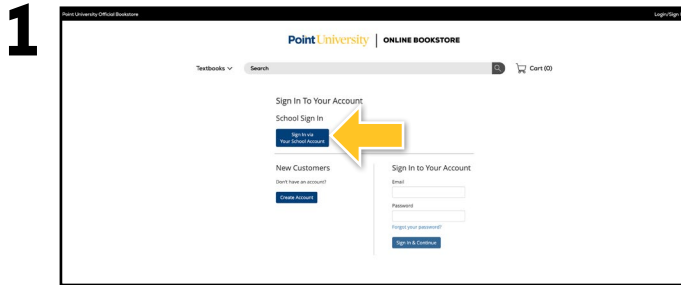 1
Point University Official Bookstore
Login/Sign
Point University | ONLINE BOOKSTORE
Textbooks
Search
Cart (0)
Sign In To Your Account
School Sign In
Sign In via
Your School Account
New Customers
Don't have an account?
Create Account
Sign In to Your Account
Email
Password
Forgot your password?
Sign In & Continue